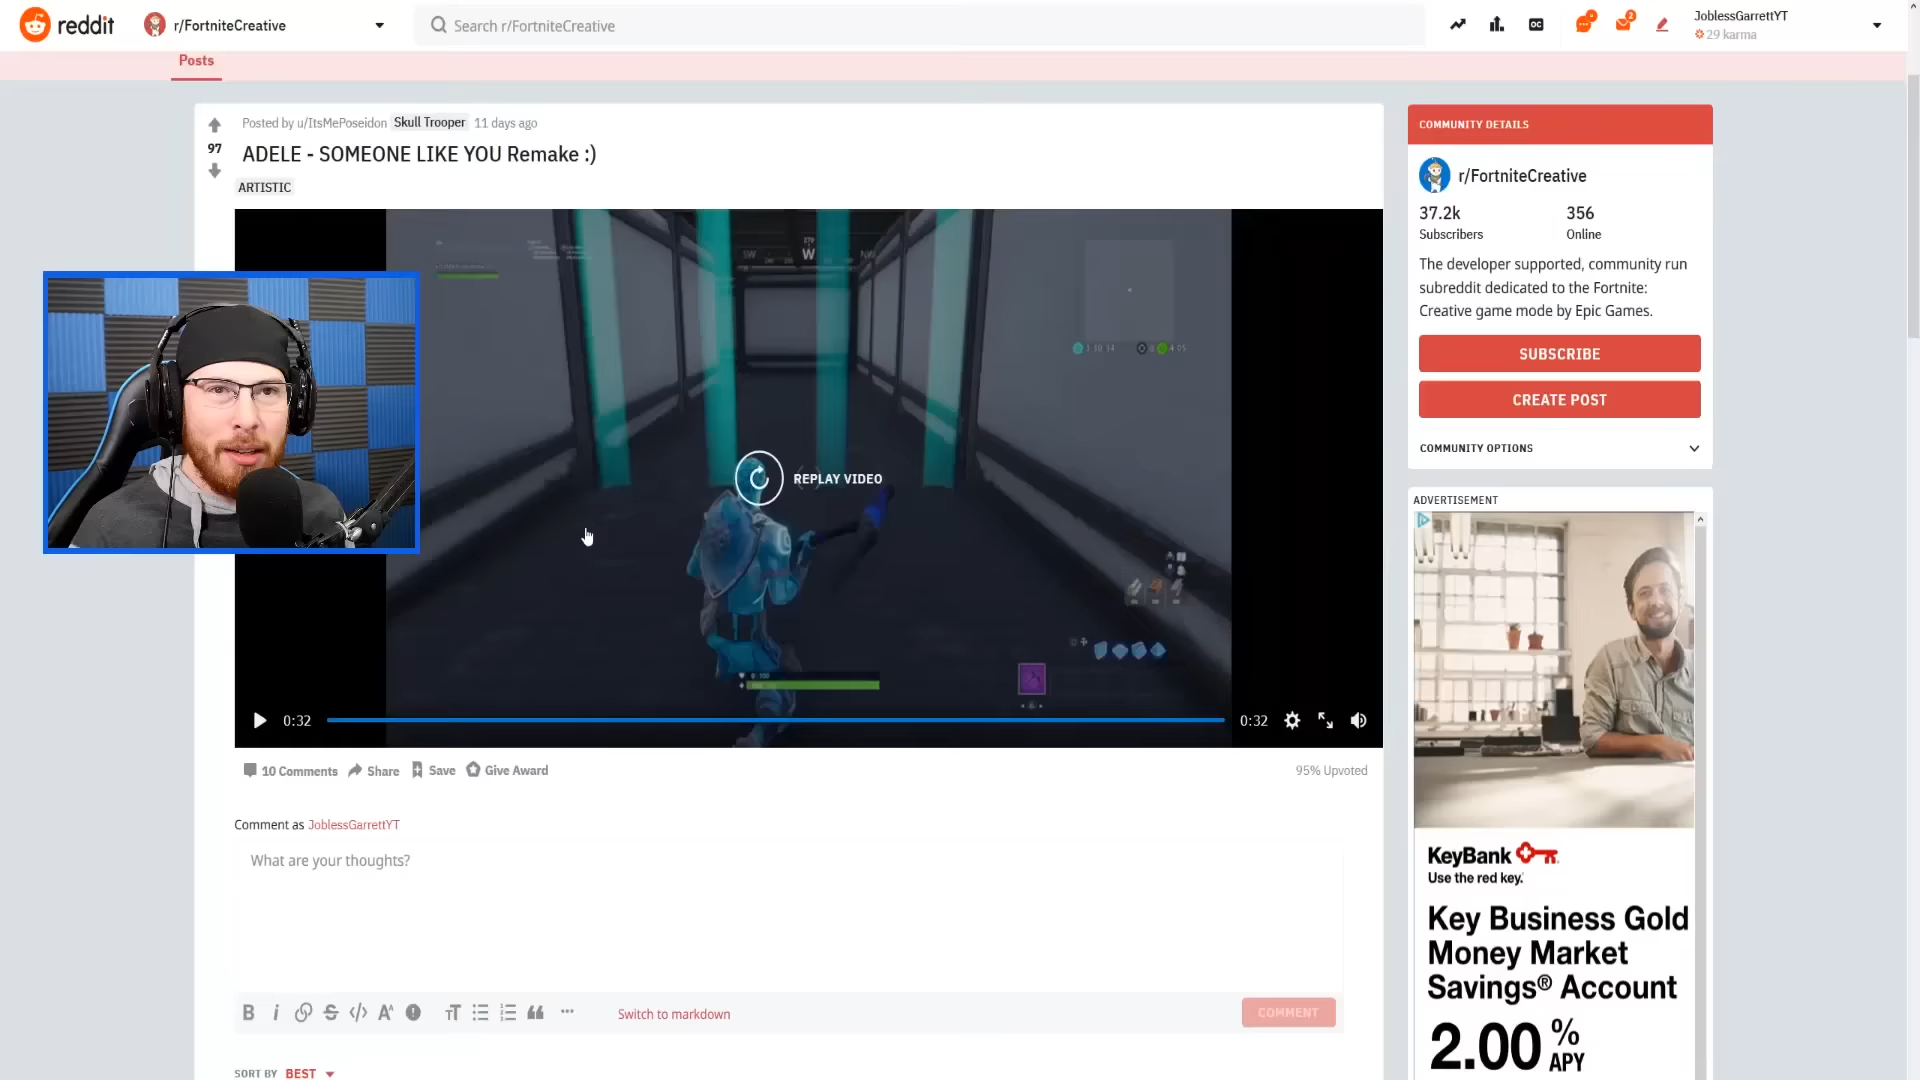 reddit
r/FortniteCreative
Search r/FortniteCreative
2
JoblessGarrettYT
29 karma
Posts
Posted by u/ItsMePoseidon Skull Trooper 11 days ago
97
ADELE - SOMEONE LIKE YOU Remake :)
ARTISTIC
SW W NW
REPLAY VIDEO
0:32
0:32
10 Comments Share Save Give Award
95% Upvoted
Comment as JoblessGarrettYT
What are your thoughts?
Switch to markdown
COMMENT
SORT BY BEST
COMMUNITY DETAILS
r/FortniteCreative
37.2k
Subscribers
356
Online
The developer supported, community run
subreddit dedicated to the Fortnite:
Creative game mode by Epic Games.
SUBSCRIBE
CREATE POST
COMMUNITY OPTIONS
ADVERTISEMENT
KeyBank
Use the red key.®
Key Business Gold
Money Market
Savings® Account
2.00 % APY